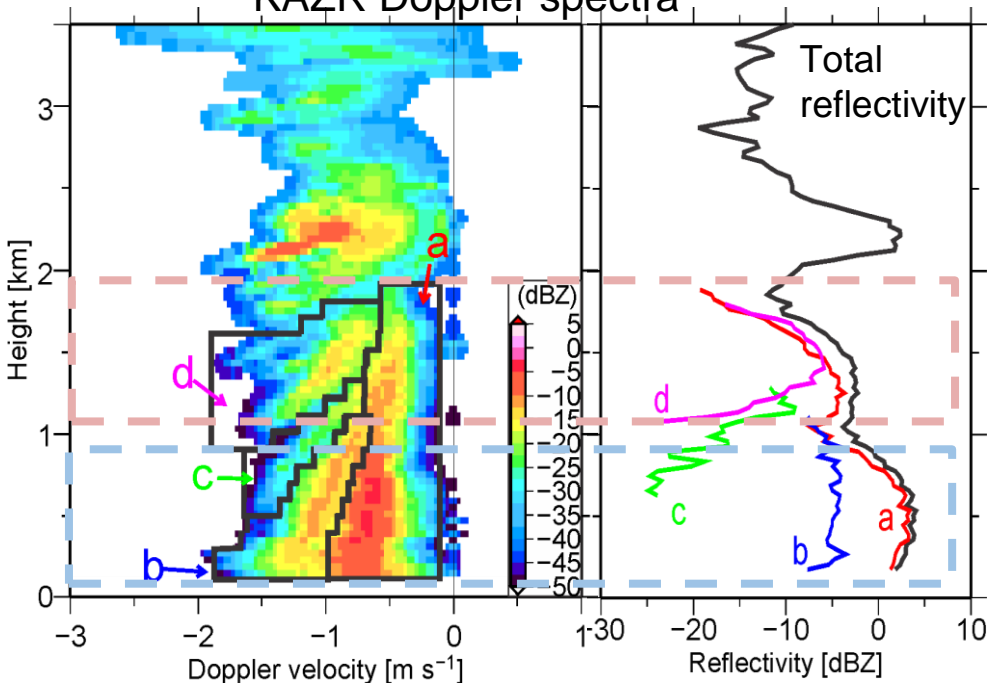 KAZR Doppler spectra
Total
reflectivity
3
2
1
0
Height [km]
a
d
c
b
(dBZ)
5
0
−5
−10
−15
−20
−25
−30
−35
−40
−45
−50
d
c
b
a
−3
−2
−1
0
1
Doppler velocity [m s⁻¹]
−30
−20
−10
0
10
Reflectivity [dBZ]